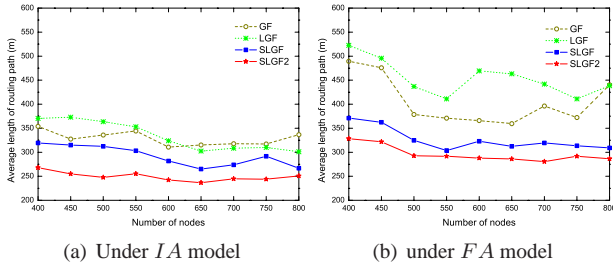 Average length of routing path (m)
600
550
500
450
400
350
300
250
200
GF
LGF
SLGF
SLGF2
400 450 500 550 600 650 700 750 800
Number of nodes
(a) Under IA model
Average length of routing path (m)
600
550
500
450
400
350
300
250
200
GF
LGF
SLGF
SLGF2
400 450 500 550 600 650 700 750 800
Number of nodes
(b) under FA model